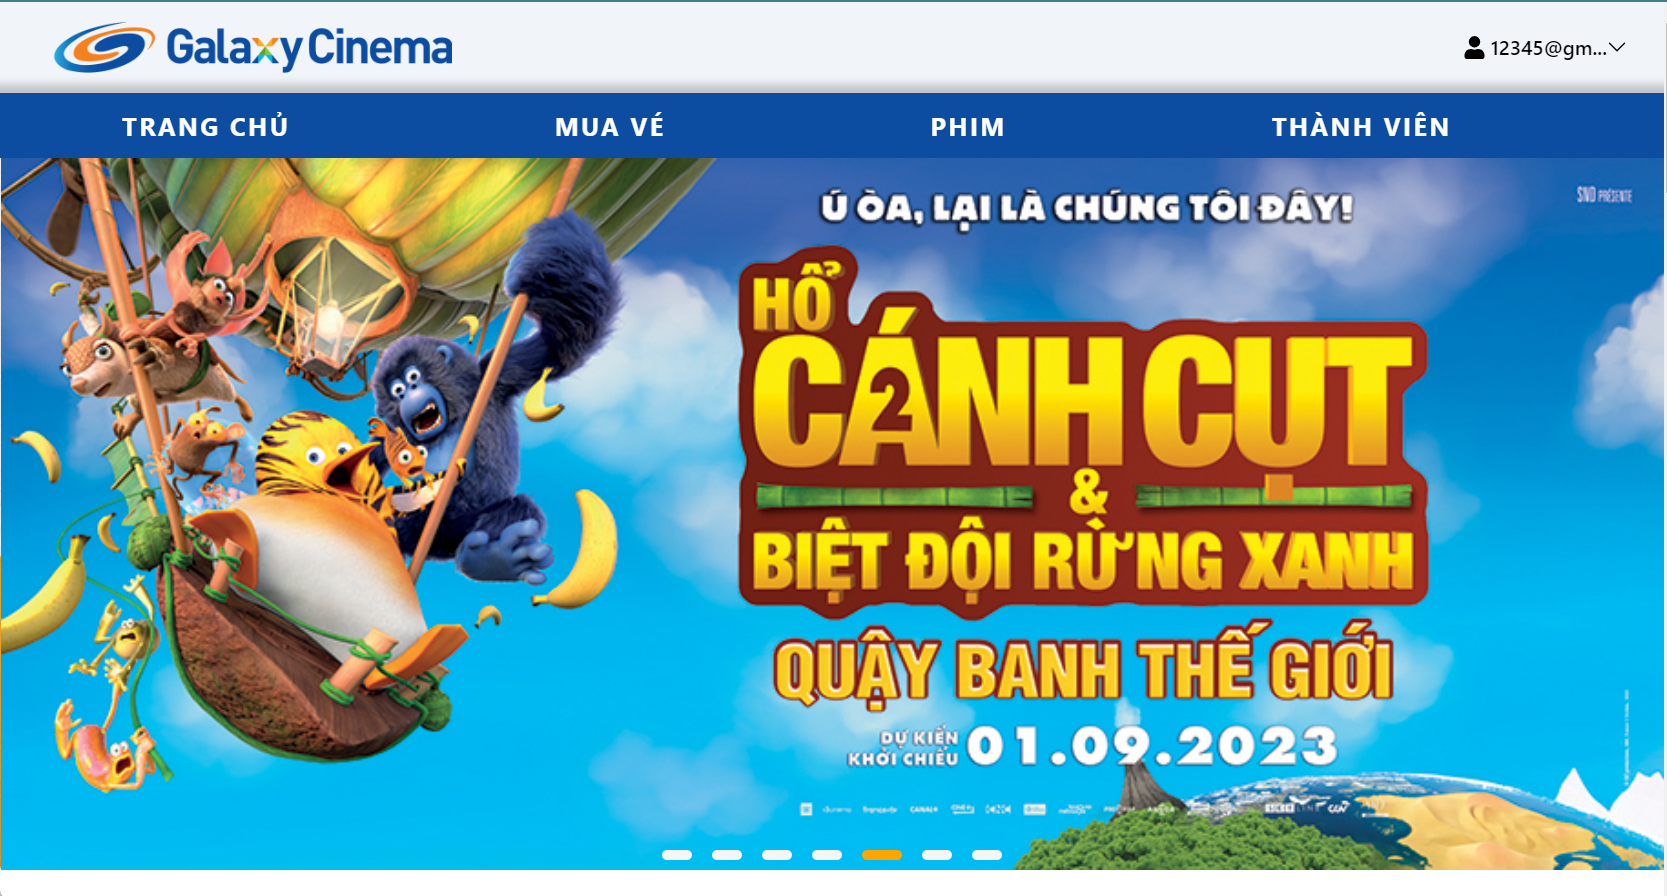 Galaxy Cinema
12345@gm...
TRANG CHỦ
MUA VÉ
PHIM
THÀNH VIÊN
SND PRÉSENTE
Ú ÒA, LẠI LÀ CHÚNG TÔI ĐÂY!
HỔ
CÁNH CỤT
2
&
BIỆT ĐỘI RỪNG XANH
QUẬY BANH THẾ GIỚI
DỰ KIẾN
KHỞI CHIẾU 01.09.2023